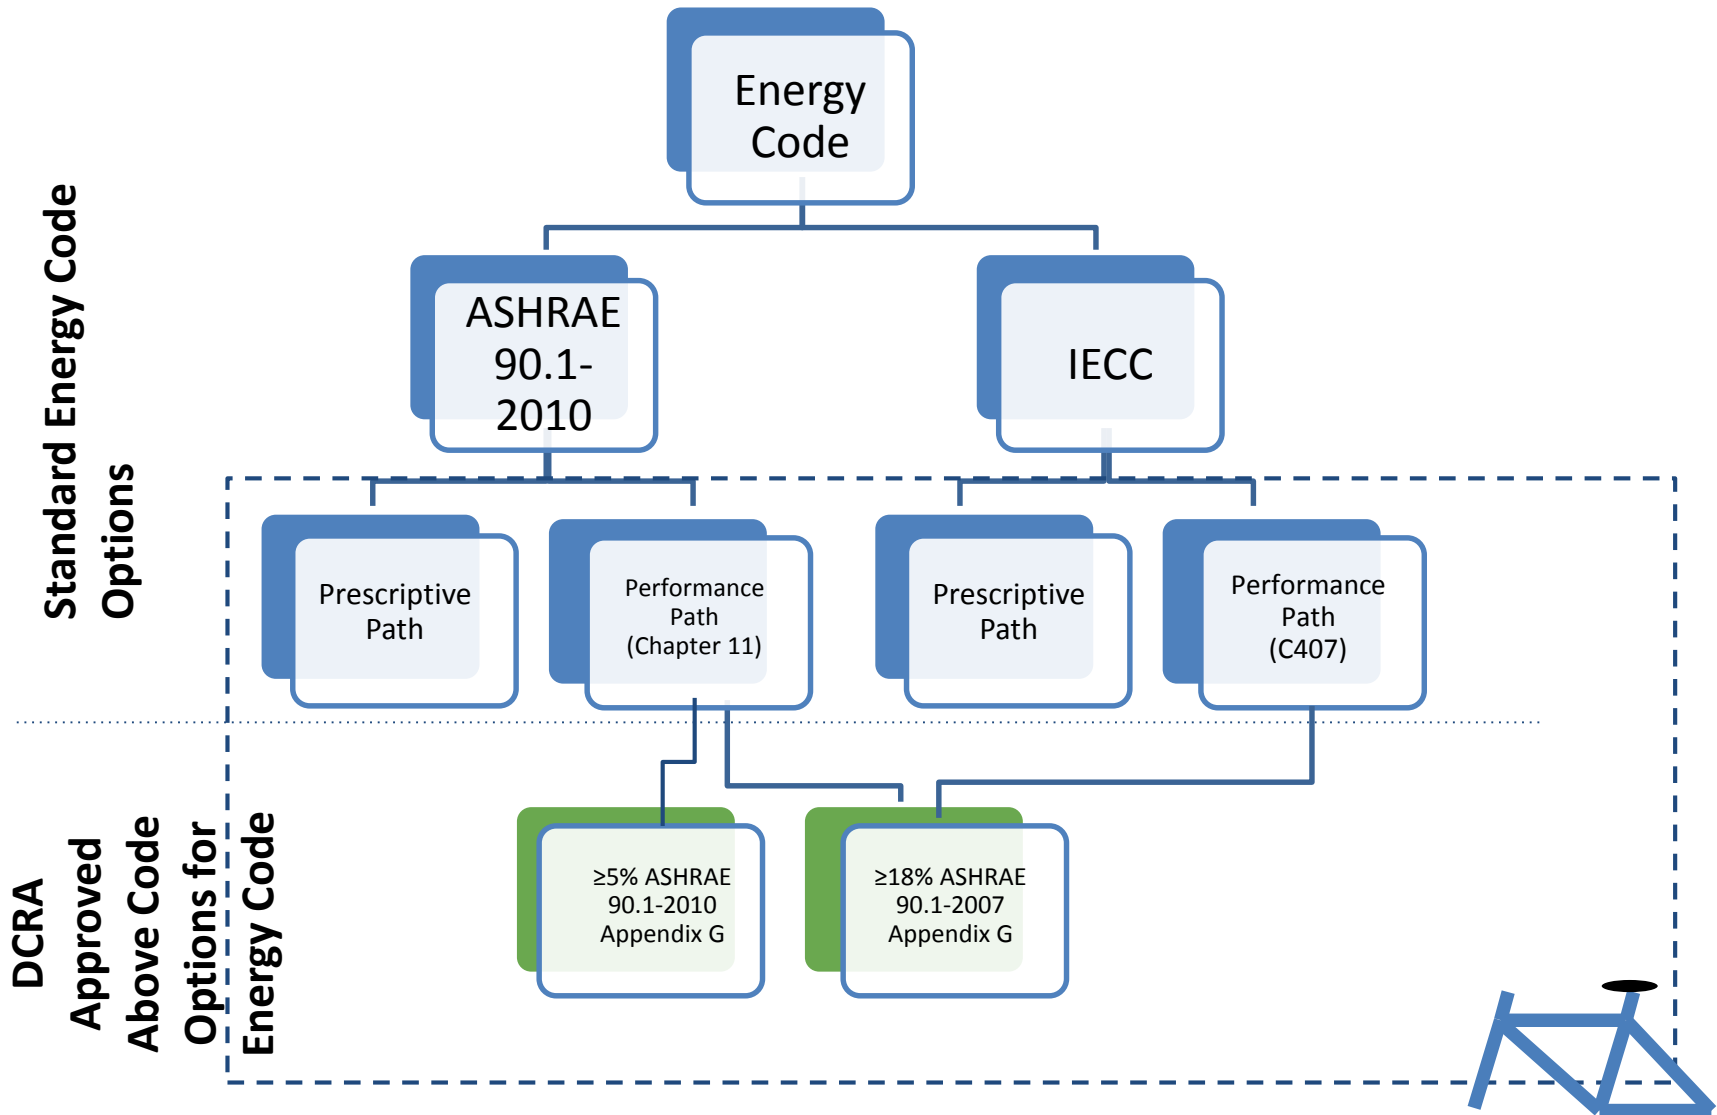 Energy
Code
ASHRAE
90.1-
2010
IECC
Standard Energy Code
Options
Prescriptive
Path
Performance
Path
(Chapter 11)
Prescriptive
Path
Performance
Path
(C407)
DCRA
Approved
Above Code
Options for
Energy Code
≥5% ASHRAE
90.1-2010
Appendix G
≥18% ASHRAE
90.1-2007
Appendix G